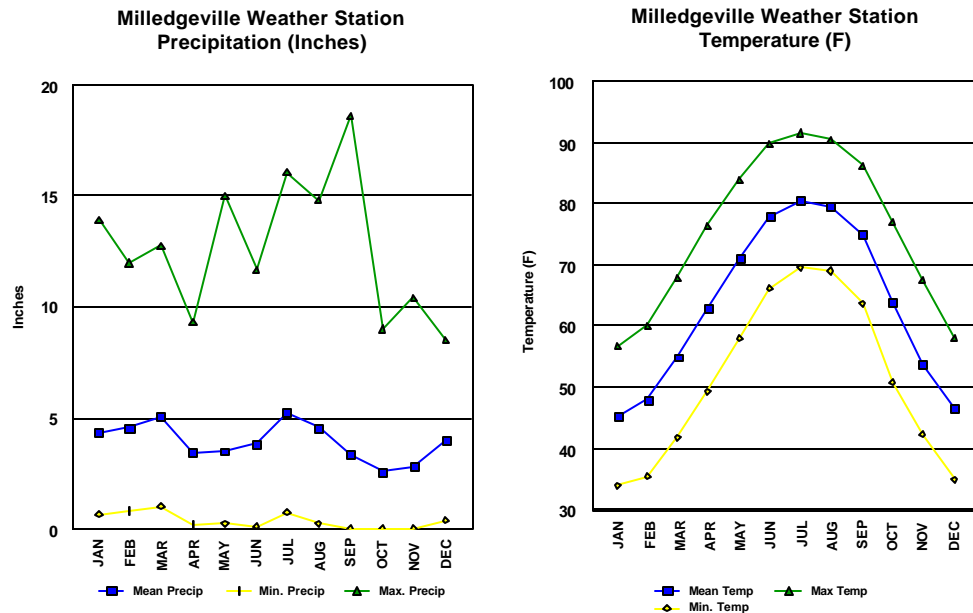 Milledgeville Weather Station
Precipitation (Inches)
20
15
10
5
0
Inches
JAN
FEB
MAR
APR
MAY
JUN
JUL
AUG
SEP
OCT
NOV
DEC
Mean Precip
Min. Precip
Max. Precip
Milledgeville Weather Station
Temperature (F)
100
90
80
70
60
50
40
30
Temperature (F)
JAN
FEB
MAR
APR
MAY
JUN
JUL
AUG
SEP
OCT
NOV
DEC
Mean Temp
Max Temp
Min. Temp